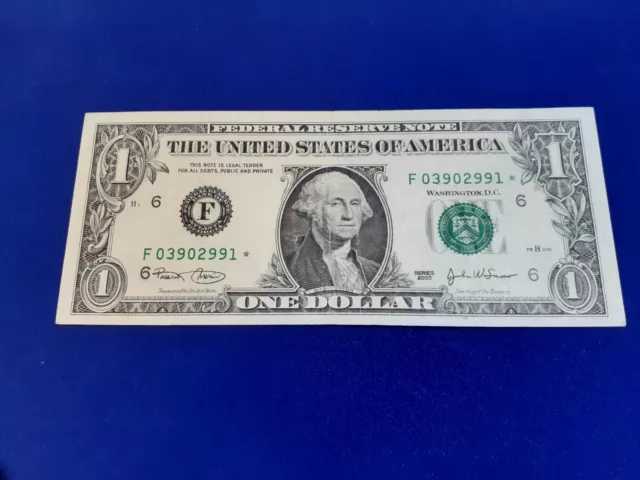 FEDERAL RESERVE NOTE
THE UNITED STATES OF AMERICA
1
1
THIS NOTE IS LEGAL TENDER
FOR ALL DEBTS, PUBLIC AND PRIVATE
F 03902991 *
WASHINGTON, D.C.
6
6
F
F 03902991 *
6
SERIES
2003
6
1
ONE DOLLAR
1